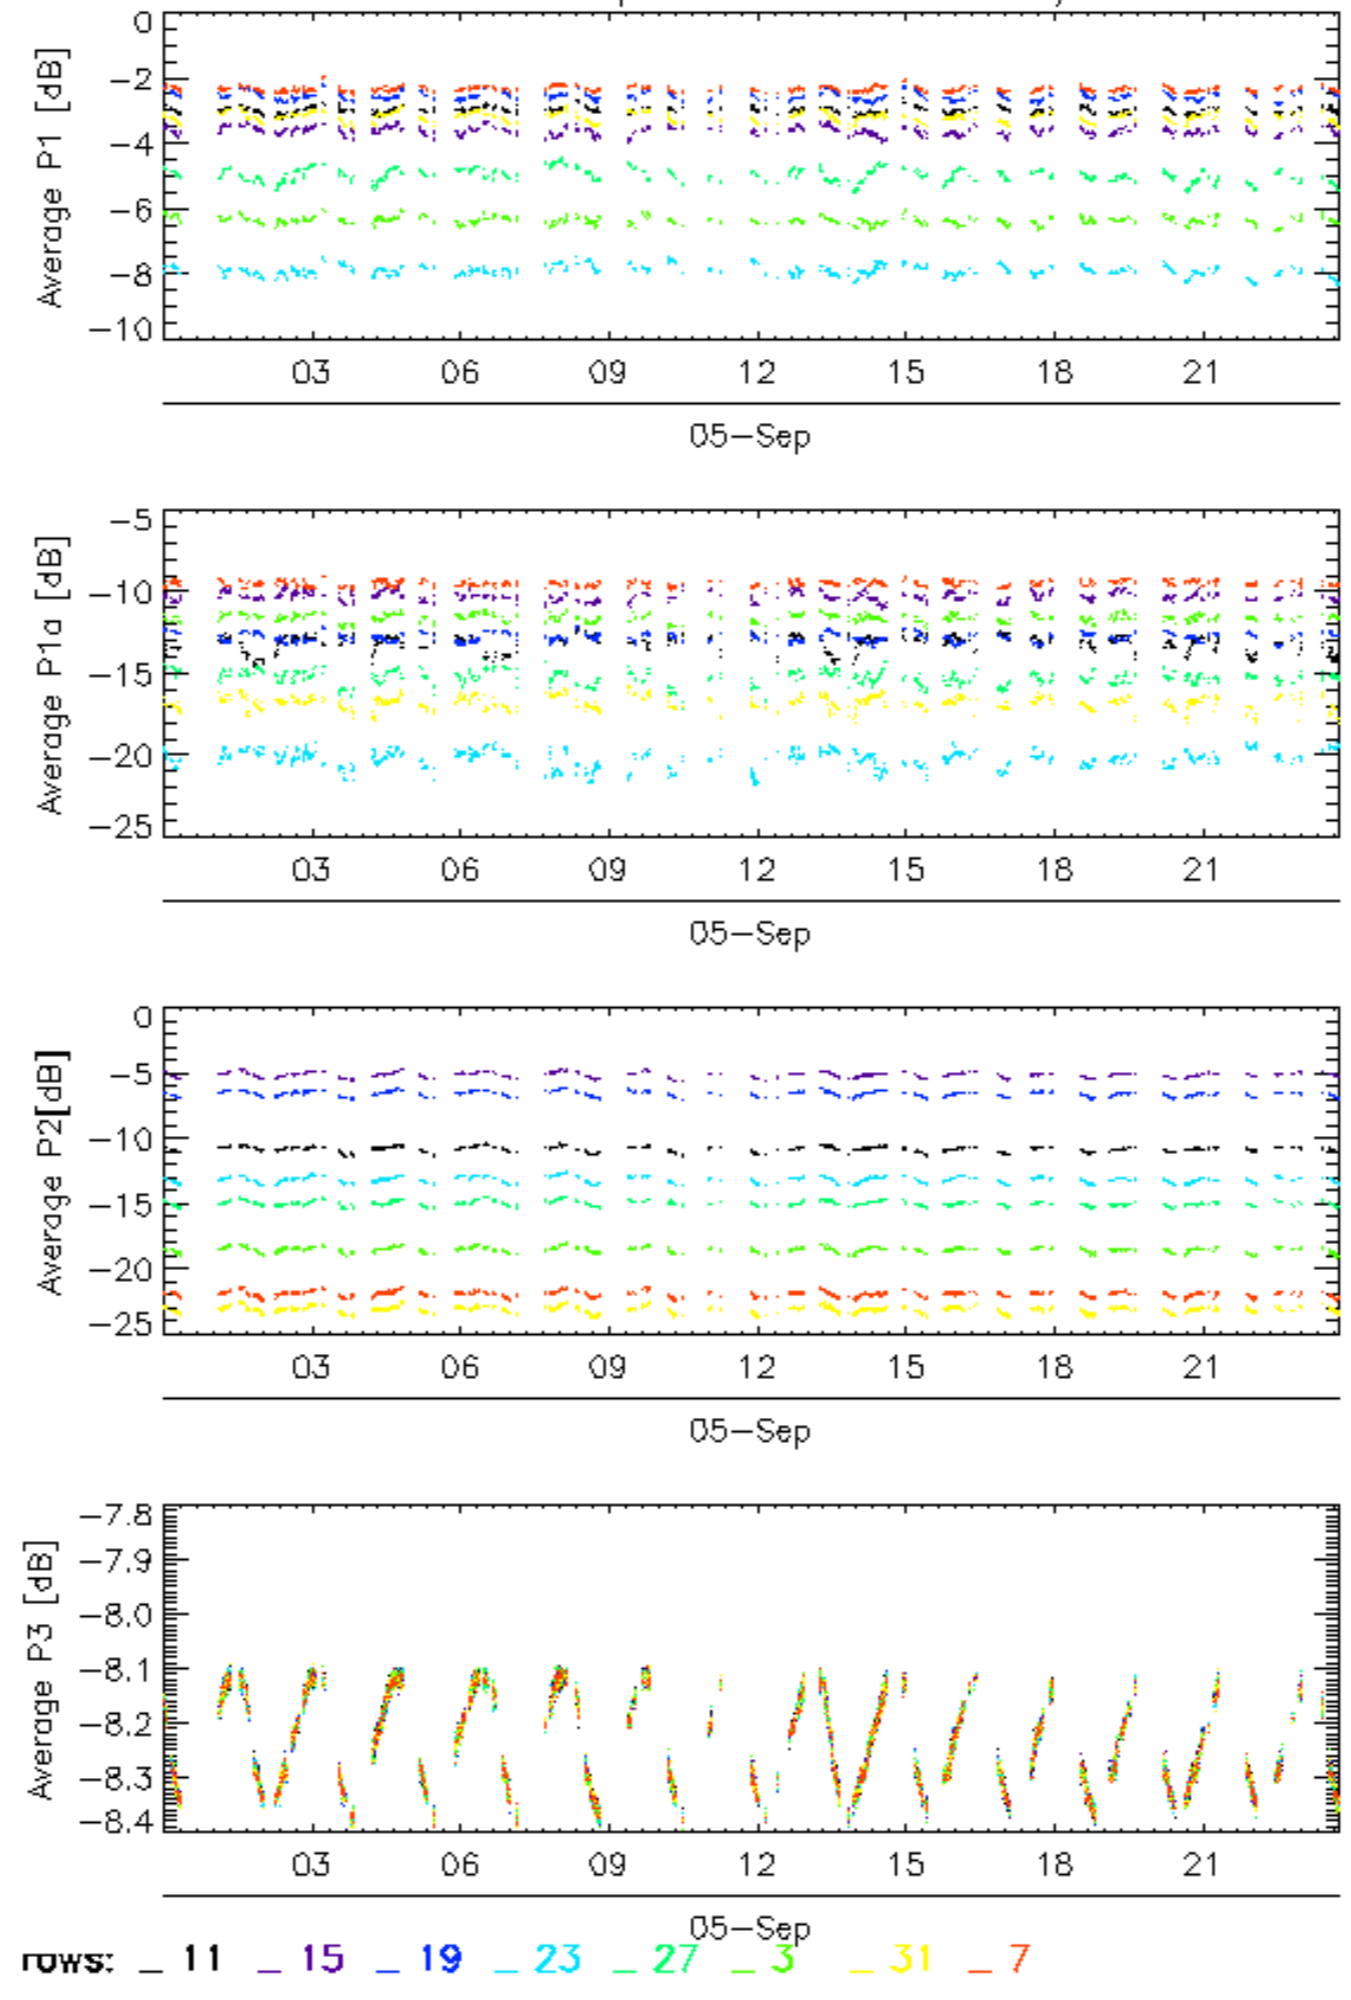 0
−2
−4
−6
−8
−10
Average P1 [dB]
03 06 09 12 15 18 21
05−Sep
−5
−10
−15
−20
−25
Average P1a [dB]
03 06 09 12 15 18 21
05−Sep
0
−5
−10
−15
−20
−25
Average P2[dB]
03 06 09 12 15 18 21
05−Sep
−7.8
−7.9
−8.0
−8.1
−8.2
−8.3
−8.4
Average P3 [dB]
03 06 09 12 15 18 21
05−Sep
rows: _ 11 _ 15 _ 19 _ 23 _ 27 _ 3 _ 31 _ 7